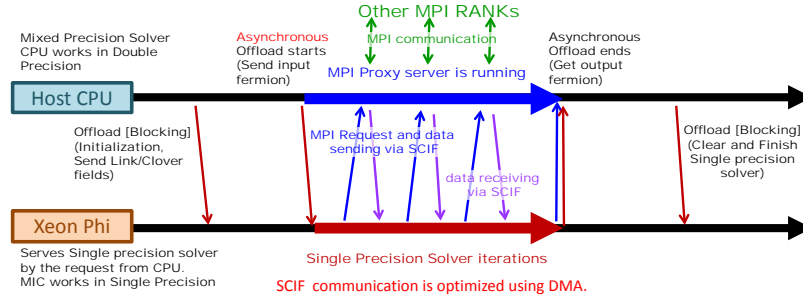 Other MPI RANKs
Mixed Precision Solver
CPU works in Double
Precision
Asynchronous
Offload starts
(Send input
fermion)
MPI communication
Asynchronous
Offload ends
(Get output
fermion)
MPI Proxy server is running
Host CPU
Offload [Blocking]
(Initialization,
Send Link/Clover
fields)
MPI Request and data
sending via SCIF
data receiving
via SCIF
Offload [Blocking]
(Clear and Finish
Single precision
solver)
Xeon Phi
Serves Single precision solver
by the request from CPU.
MIC works in Single Precision
Single Precision Solver iterations
SCIF communication is optimized using DMA.